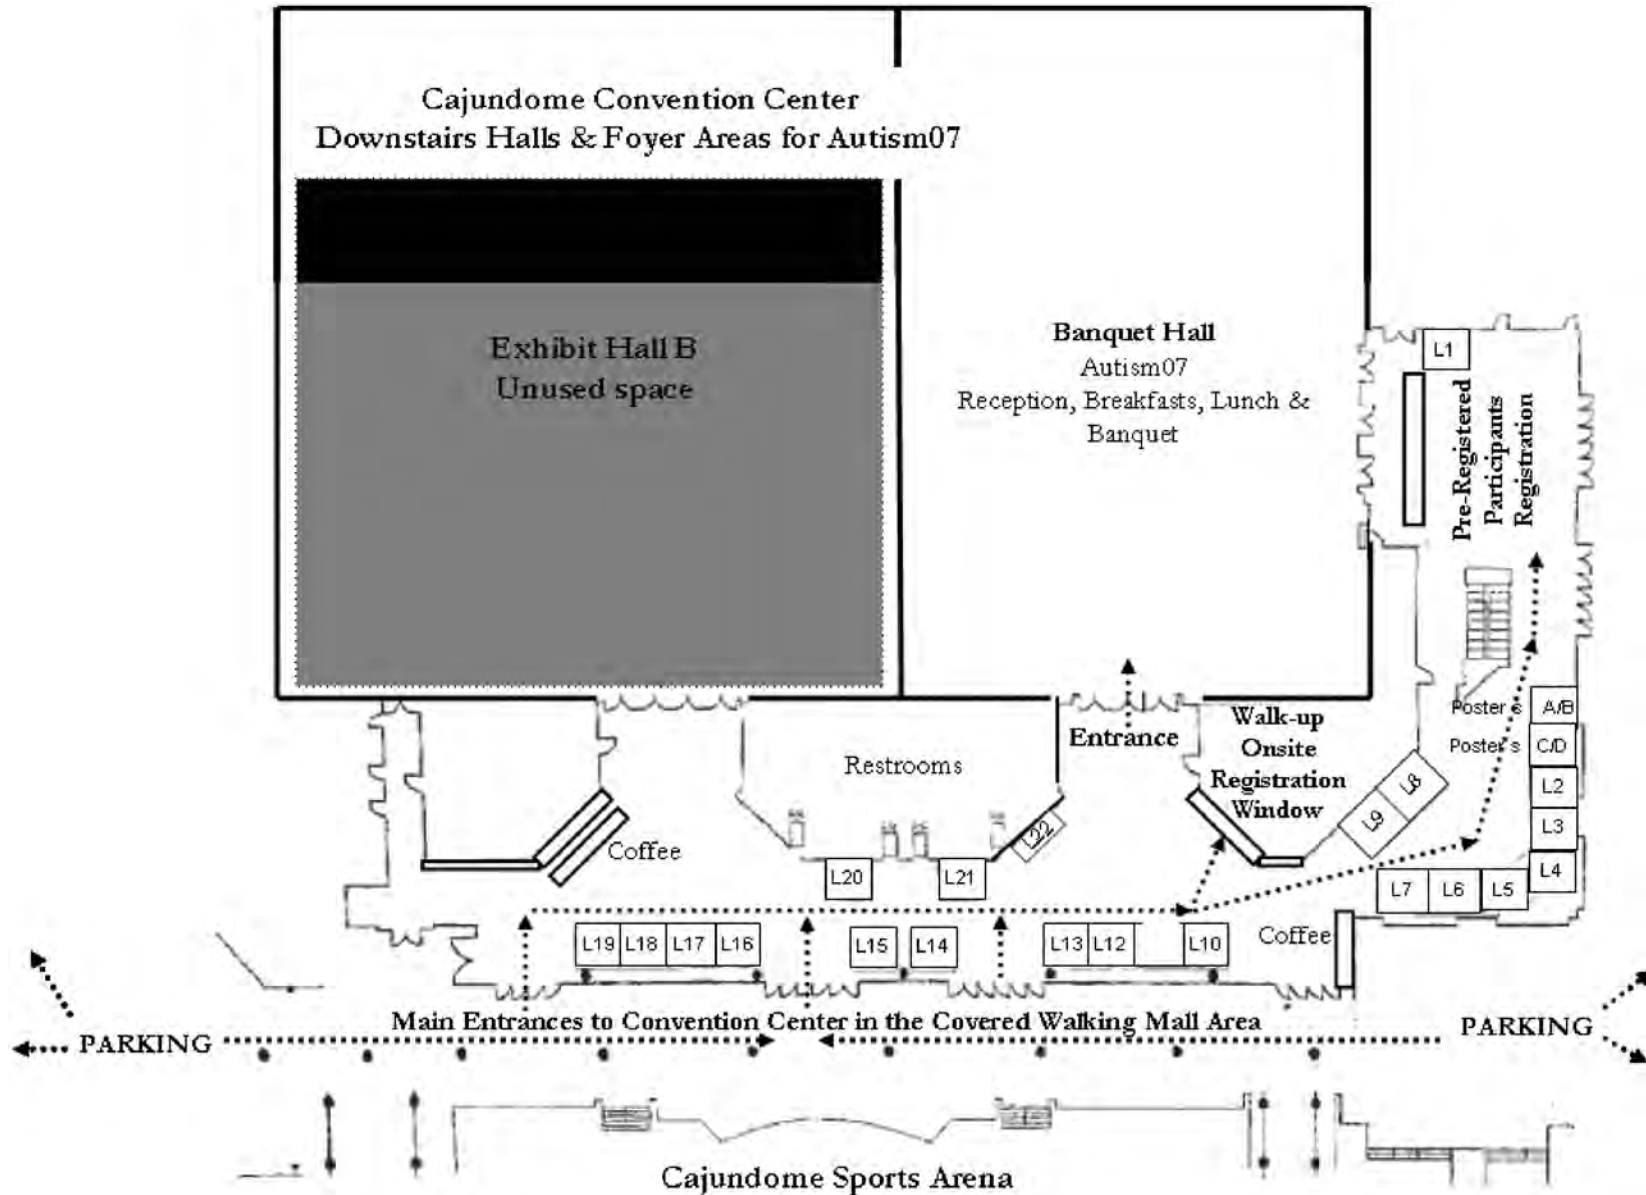 Cajundome Convention Center
Downstairs Halls & Foyer Areas for Autism07
Exhibit Hall B
Unused space
Banquet Hall
Autism07
Reception, Breakfasts, Lunch &
Banquet
L1
Pre-Registered
Participants
Registration
Posters A/B
Posters C/D
L2
L3
L4
L5
L6
L7
L8
L9
Walk-up
Onsite
Registration
Window
Entrance
Restrooms
L22
L21
L20
Coffee
L19 L18 L17 L16
L15 L14
L13 L12 L10
Coffee
Main Entrances to Convention Center in the Covered Walking Mall Area
PARKING
PARKING
Cajundome Sports Arena